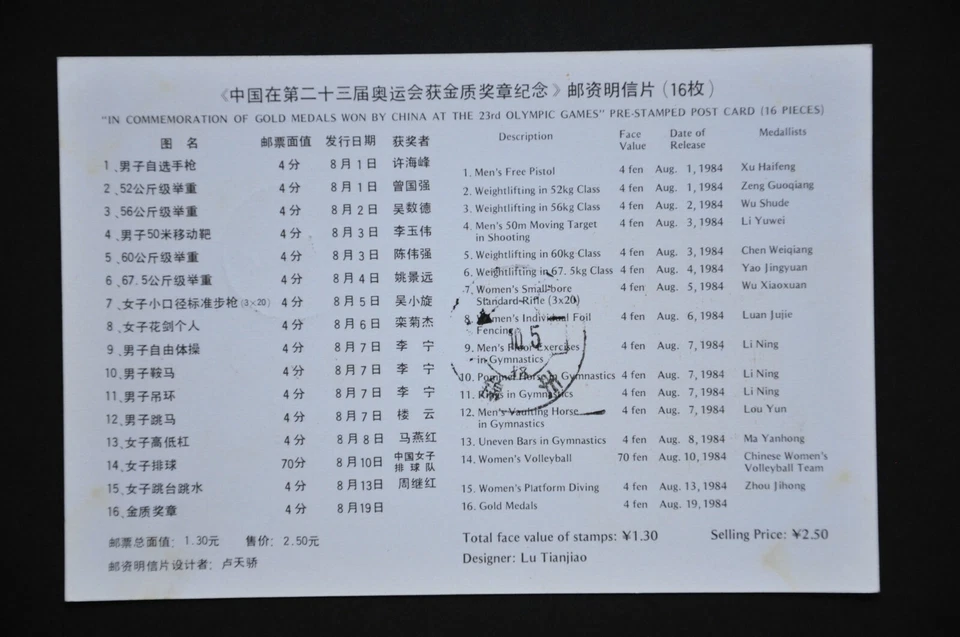 《中国在第二十三届奥运会获金质奖章纪念》邮资明信片(16枚)
"IN COMMEMORATION OF GOLD MEDALS WON BY CHINA AT THE 23rd OLYMPIC GAMES" PRE-STAMPED POST CARD (16 PIECES)
图 名 邮票面值 发行日期 获奖者
1、男子自选手枪 4分 8月1日 许海峰
2、52公斤级举重 4分 8月1日 曾国强
3、56公斤级举重 4分 8月2日 吴数德
4、男子50米移动靶 4分 8月3日 李玉伟
5、60公斤级举重 4分 8月3日 陈伟强
6、67.5公斤级举重 4分 8月4日 姚景远
7、女子小口径标准步枪(3×20) 4分 8月5日 吴小旋
8、女子花剑个人 4分 8月6日 栾菊杰
9、男子自由体操 4分 8月7日 李 宁
10、男子鞍马 4分 8月7日 李 宁
11、男子吊环 4分 8月7日 李 宁
12、男子跳马 4分 8月7日 楼 云
13、女子高低杠 4分 8月8日 马燕红
14、女子排球 70分 8月10日 中国女子
排球队
15、女子跳台跳水 4分 8月13日 周继红
16、金质奖章 4分 8月19日
邮票总面值：1.30元 售价：2.50元
邮资明信片设计者：卢天骄
Description Face Date of Medallists
Value Release
1. Men's Free Pistol 4 fen Aug. 1, 1984 Xu Haifeng
2. Weightlifting in 52kg Class 4 fen Aug. 1, 1984 Zeng Guoqiang
3. Weightlifting in 56kg Class 4 fen Aug. 2, 1984 Wu Shude
4. Men's 50m Moving Target 4 fen Aug. 3, 1984 Li Yuwei
in Shooting
5. Weightlifting in 60kg Class 4 fen Aug. 3, 1984 Chen Weiqiang
6. Weightlifting in 67.5kg Class 4 fen Aug. 4, 1984 Yao Jingyuan
7. Women's Smallbore 4 fen Aug. 5, 1984 Wu Xiaoxuan
Standard Rifle (3x20)
8. Women's Individual Foil 4 fen Aug. 6, 1984 Luan Jujie
Fencing
9. Men's Floor Exercises 4 fen Aug. 7, 1984 Li Ning
in Gymnastics
10. Pommel Horse in Gymnastics 4 fen Aug. 7, 1984 Li Ning
11. Rings in Gymnastics 4 fen Aug. 7, 1984 Li Ning
12. Men's Vaulting Horse 4 fen Aug. 7, 1984 Lou Yun
in Gymnastics
13. Uneven Bars in Gymnastics 4 fen Aug. 8, 1984 Ma Yanhong
14. Women's Volleyball 70 fen Aug. 10, 1984 Chinese Women's
Volleyball Team
15. Women's Platform Diving 4 fen Aug. 13, 1984 Zhou Jihong
16. Gold Medals 4 fen Aug. 19, 1984
Total face value of stamps: ¥1.30 Selling Price: ¥2.50
Designer: Lu Tianjiao
10.5